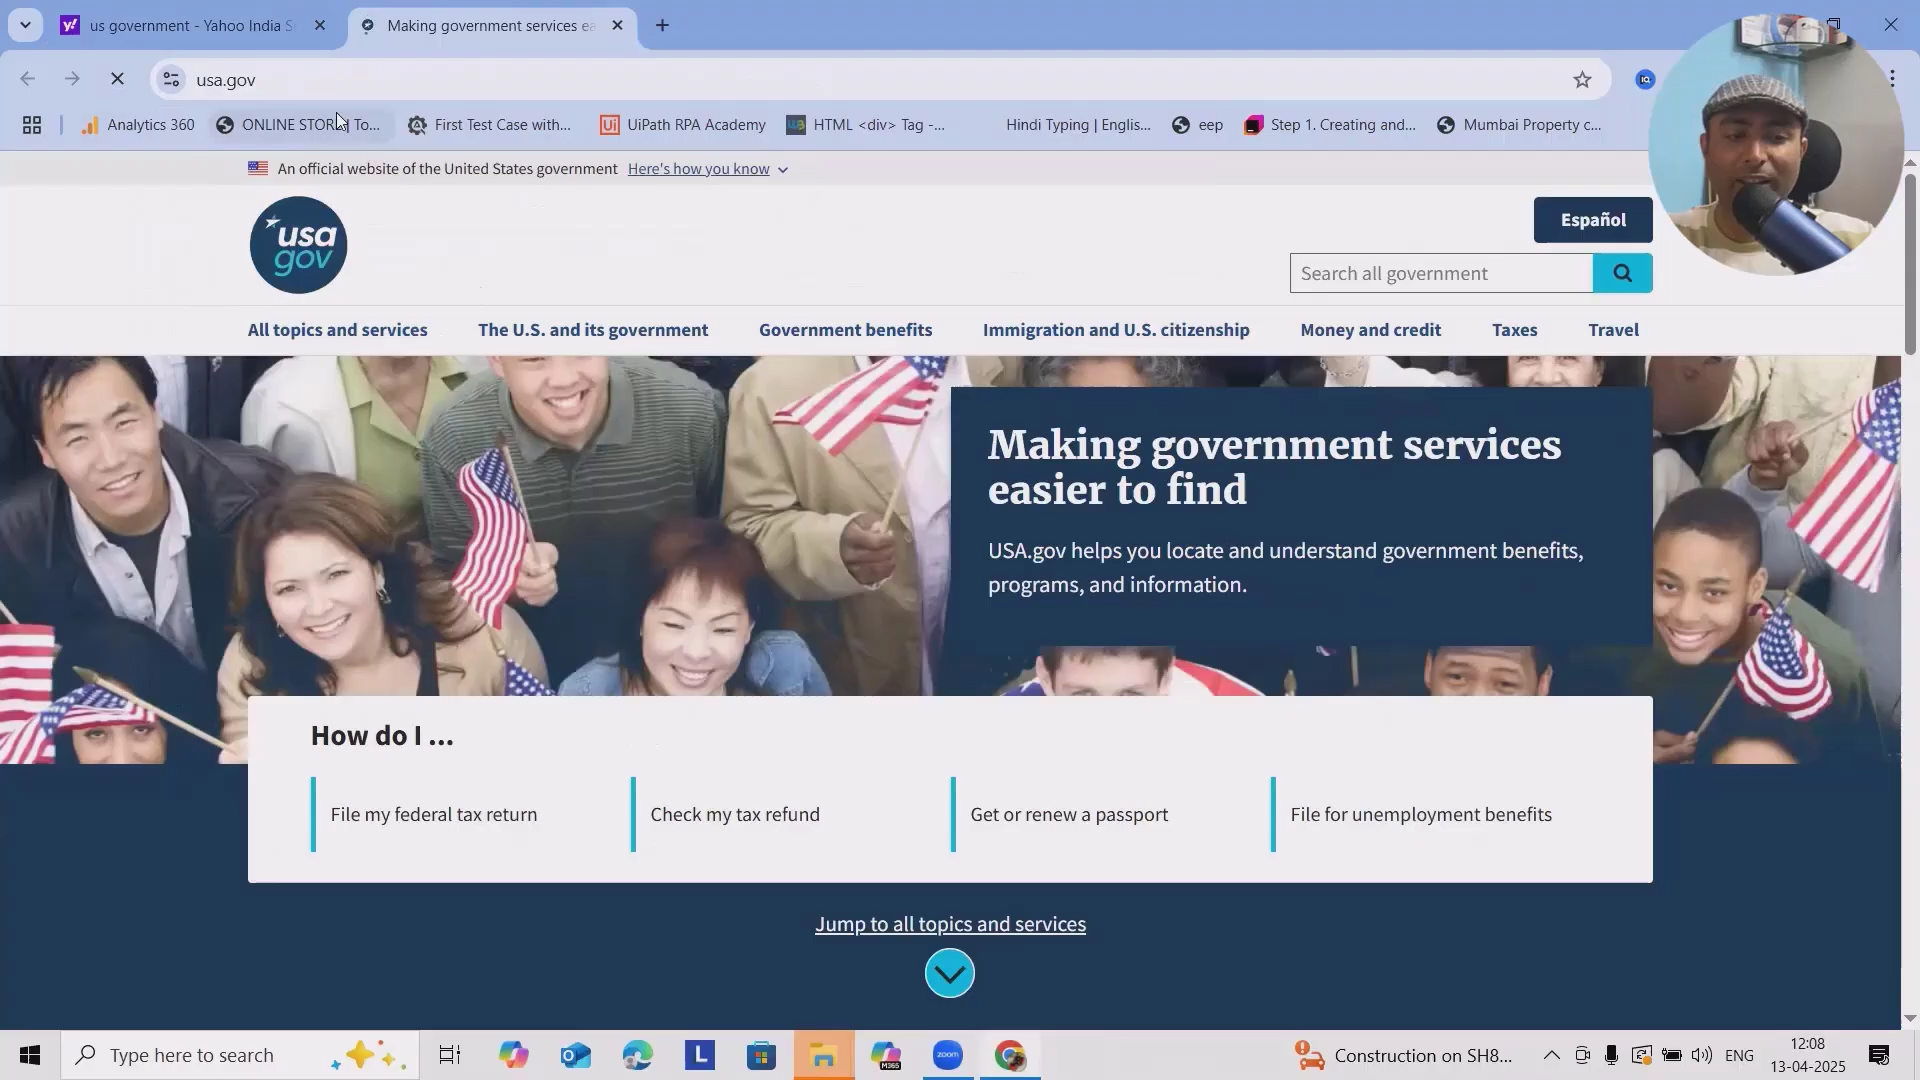 us government - Yahoo India S
Making government services ea
usa.gov
Analytics 360
ONLINE STORE | To...
First Test Case with...
UiPath RPA Academy
HTML <div> Tag -...
Hindi Typing | Englis...
eep
Step 1. Creating and...
Mumbai Property c...
An official website of the United States government
Here's how you know
usa
gov
Español
Search all government
All topics and services
The U.S. and its government
Government benefits
Immigration and U.S. citizenship
Money and credit
Taxes
Travel
Making government services
easier to find
USA.gov helps you locate and understand government benefits,
programs, and information.
How do I ...
File my federal tax return
Check my tax refund
Get or renew a passport
File for unemployment benefits
Jump to all topics and services
Type here to search
L
M365
zoom
Construction on SH8...
ENG
12:08
13-04-2025